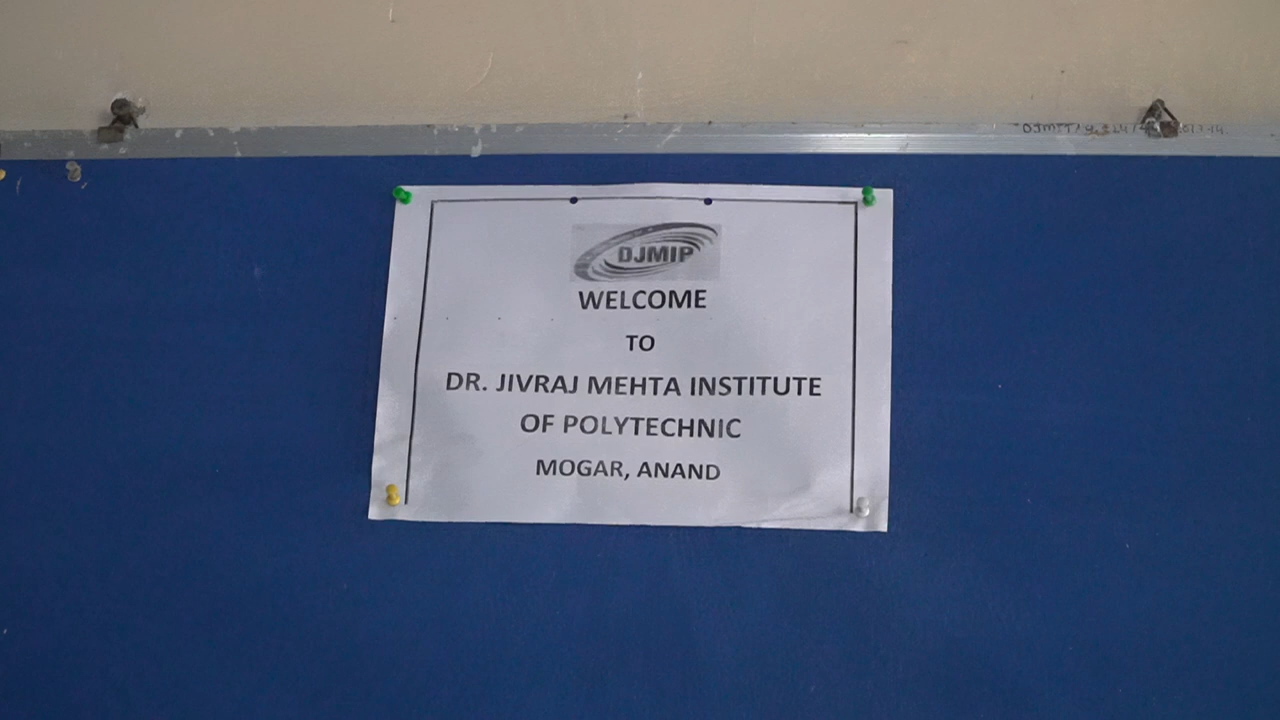 DJMIP
WELCOME
TO
DR. JIVRAJ MEHTA INSTITUTE
OF POLYTECHNIC
MOGAR, ANAND